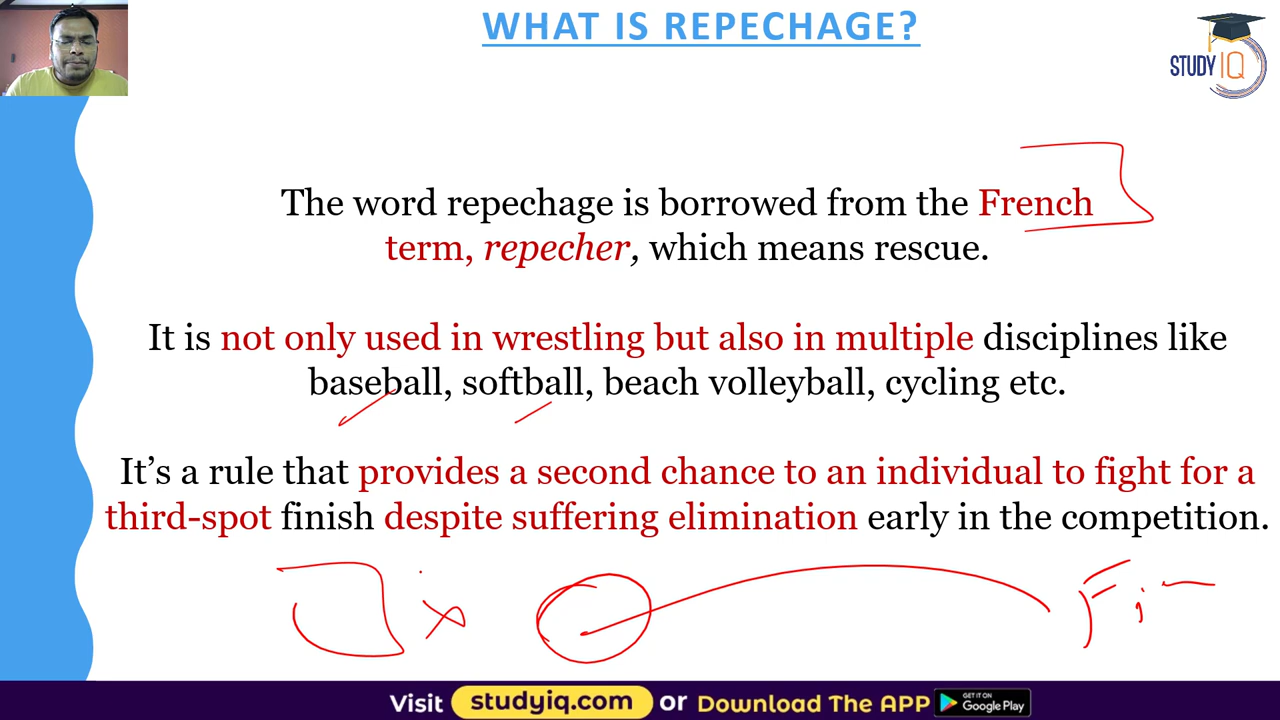 WHAT IS REPECHAGE?
STUDY IQ
The word repechage is borrowed from the French
term, repecher, which means rescue.
It is not only used in wrestling but also in multiple disciplines like
baseball, softball, beach volleyball, cycling etc.
It’s a rule that provides a second chance to an individual to fight for a
third-spot finish despite suffering elimination early in the competition.
Visit studyiq.com or Download The APP GET IT ON Google Play